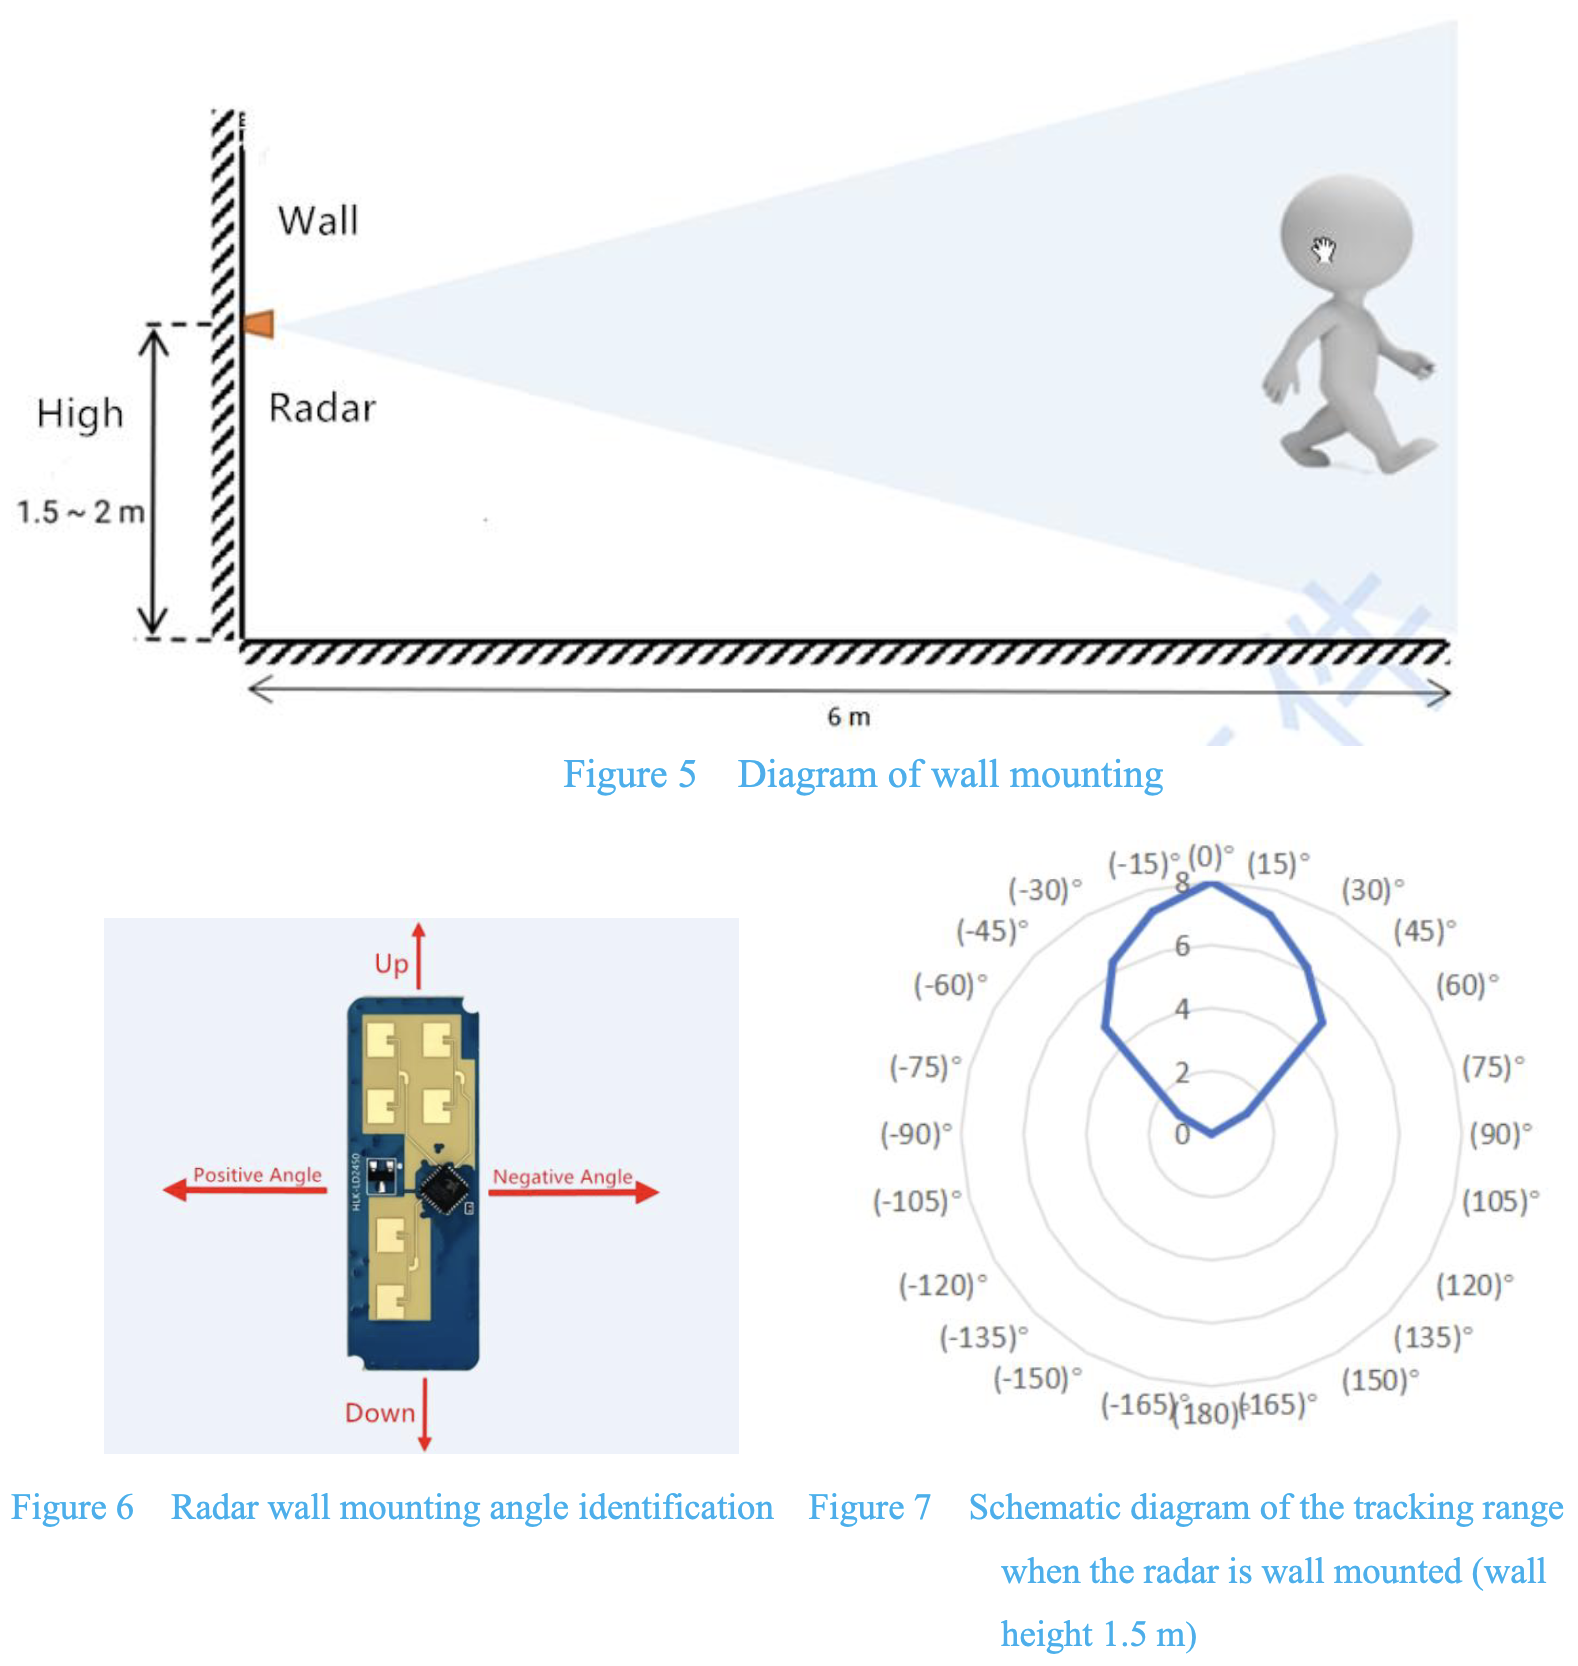 Wall
Radar
High
1.5 ~ 2 m
6 m
Figure 5 Diagram of wall mounting
Up
Positive Angle
Negative Angle
HLK-LD2450
Down
Figure 6 Radar wall mounting angle identification
(0)°
(-15)°
(15)°
(-30)°
(30)°
(-45)°
(45)°
(-60)°
(60)°
(-75)°
(75)°
(-90)°
(90)°
(-105)°
(105)°
(-120)°
(120)°
(-135)°
(135)°
(-150)°
(150)°
(-165)°
(180)°
(165)°
8
6
4
2
0
Figure 7 Schematic diagram of the tracking range
when the radar is wall mounted (wall
height 1.5 m)